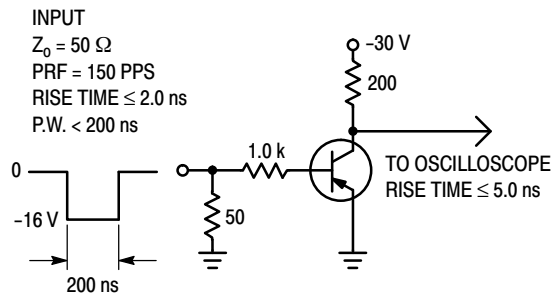 INPUT
Zo = 50 Ω
PRF = 150 PPS
RISE TIME ≤ 2.0 ns
P.W. < 200 ns
−30 V
200
1.0 k
TO OSCILLOSCOPE
RISE TIME ≤ 5.0 ns
0
−16 V
50
200 ns